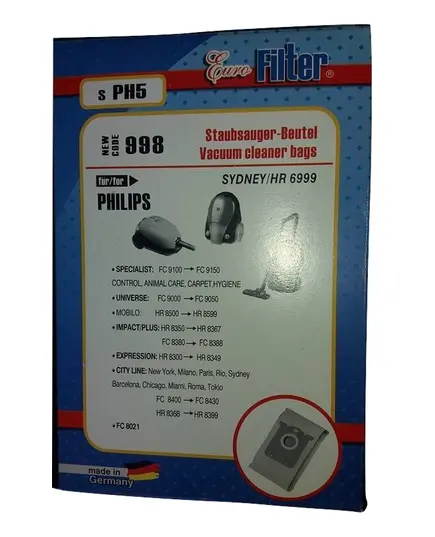 Euro Filter ®
S PH5
NEW CODE 998
Staubsauger-Beutel
Vacuum cleaner bags
für/for
PHILIPS
SYDNEY/HR 6999
• SPECIALIST: FC 9100 → FC 9150
CONTROL, ANIMAL CARE, CARPET, HYGIENE
• UNIVERSE: FC 9000 → FC 9050
• MOBILO: HR 8500 → HR 8599
• IMPACT/PLUS: HR 8350 → HR 8367
FC 8380 → FC 8388
• EXPRESSION: HR 8300 → HR 8349
• CITY LINE: New York, Milano, Paris, Rio, Sydney
Barcelona, Chicago, Miami, Roma, Tokio
FC 8400 → FC 8430
HR 8368 → HR 8399
• FC 8021
made in
Germany